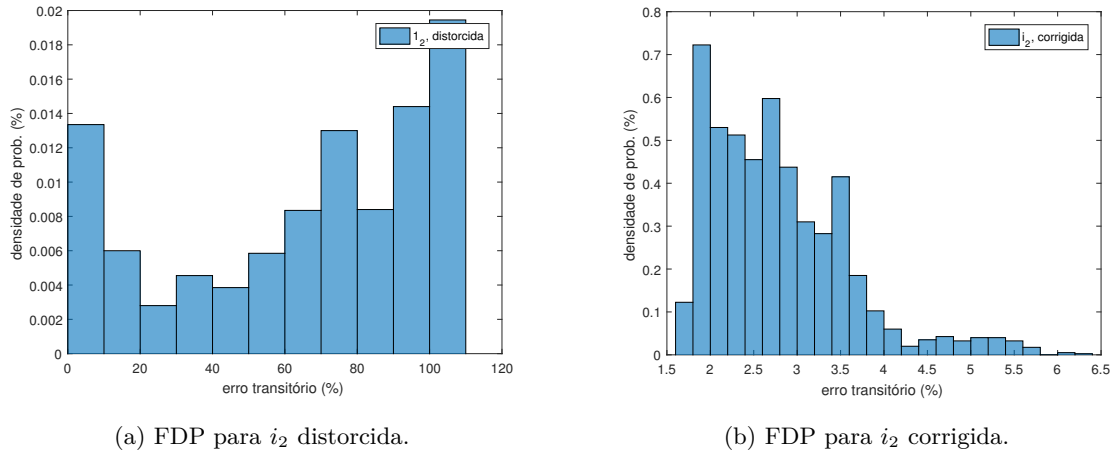 0.02
0.018
0.016
0.014
0.012
0.01
0.008
0.006
0.004
0.002
0
densidade de prob. (%)
1₂, distorcida
0 20 40 60 80 100 120
erro transitório (%)
(a) FDP para i₂ distorcida.
0.8
0.7
0.6
0.5
0.4
0.3
0.2
0.1
0
densidade de prob. (%)
i₂, corrigida
1.5 2 2.5 3 3.5 4 4.5 5 5.5 6 6.5
erro transitório (%)
(b) FDP para i₂ corrigida.